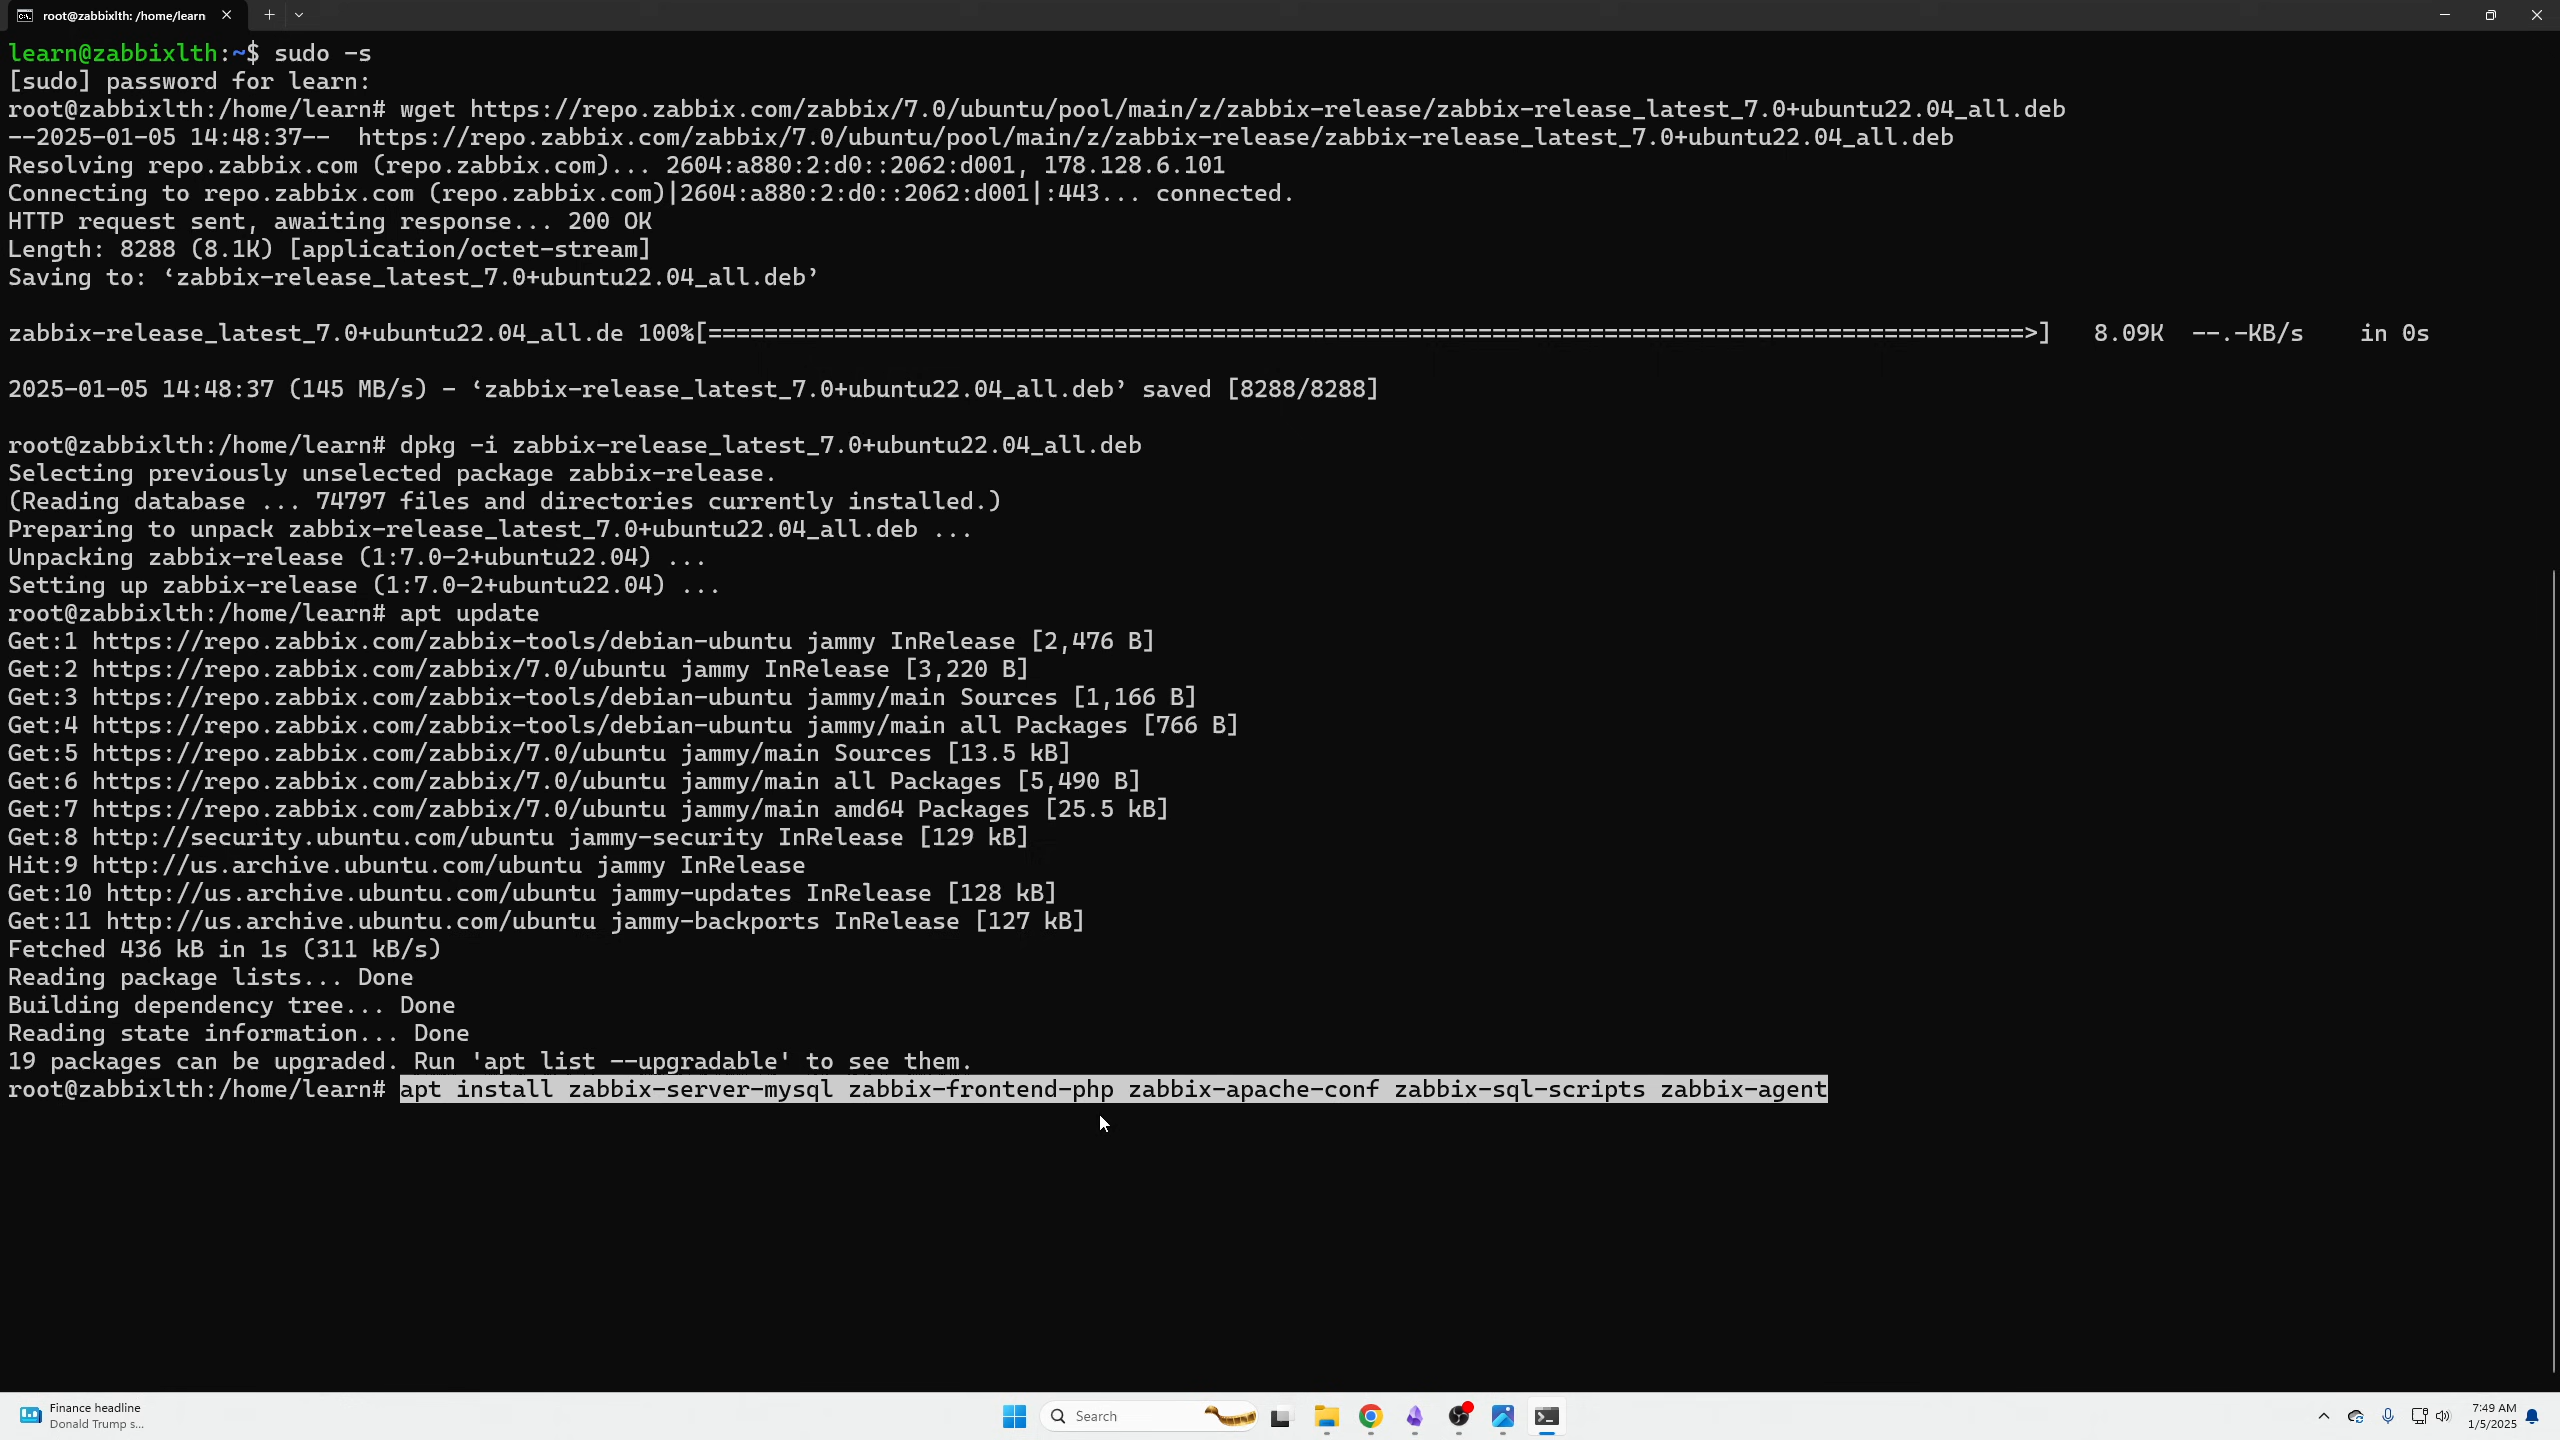 root@zabbixlth: /home/learn
learn@zabbixlth:~$ sudo -s
[sudo] password for learn:
root@zabbixlth:/home/learn# wget https://repo.zabbix.com/zabbix/7.0/ubuntu/pool/main/z/zabbix-release/zabbix-release_latest_7.0+ubuntu22.04_all.deb
--2025-01-05 14:48:37--  https://repo.zabbix.com/zabbix/7.0/ubuntu/pool/main/z/zabbix-release/zabbix-release_latest_7.0+ubuntu22.04_all.deb
Resolving repo.zabbix.com (repo.zabbix.com)... 2604:a880:2:d0::2062:d001, 178.128.6.101
Connecting to repo.zabbix.com (repo.zabbix.com)|2604:a880:2:d0::2062:d001|:443... connected.
HTTP request sent, awaiting response... 200 OK
Length: 8288 (8.1K) [application/octet-stream]
Saving to: ‘zabbix-release_latest_7.0+ubuntu22.04_all.deb’
zabbix-release_latest_7.0+ubuntu22.04_all.de 100%[==============================================================================================>]   8.09K  --.-KB/s    in 0s
2025-01-05 14:48:37 (145 MB/s) - ‘zabbix-release_latest_7.0+ubuntu22.04_all.deb’ saved [8288/8288]
root@zabbixlth:/home/learn# dpkg -i zabbix-release_latest_7.0+ubuntu22.04_all.deb
Selecting previously unselected package zabbix-release.
(Reading database ... 74797 files and directories currently installed.)
Preparing to unpack zabbix-release_latest_7.0+ubuntu22.04_all.deb ...
Unpacking zabbix-release (1:7.0-2+ubuntu22.04) ...
Setting up zabbix-release (1:7.0-2+ubuntu22.04) ...
root@zabbixlth:/home/learn# apt update
Get:1 https://repo.zabbix.com/zabbix-tools/debian-ubuntu jammy InRelease [2,476 B]
Get:2 https://repo.zabbix.com/zabbix/7.0/ubuntu jammy InRelease [3,220 B]
Get:3 https://repo.zabbix.com/zabbix-tools/debian-ubuntu jammy/main Sources [1,166 B]
Get:4 https://repo.zabbix.com/zabbix-tools/debian-ubuntu jammy/main all Packages [766 B]
Get:5 https://repo.zabbix.com/zabbix/7.0/ubuntu jammy/main Sources [13.5 kB]
Get:6 https://repo.zabbix.com/zabbix/7.0/ubuntu jammy/main all Packages [5,490 B]
Get:7 https://repo.zabbix.com/zabbix/7.0/ubuntu jammy/main amd64 Packages [25.5 kB]
Get:8 http://security.ubuntu.com/ubuntu jammy-security InRelease [129 kB]
Hit:9 http://us.archive.ubuntu.com/ubuntu jammy InRelease
Get:10 http://us.archive.ubuntu.com/ubuntu jammy-updates InRelease [128 kB]
Get:11 http://us.archive.ubuntu.com/ubuntu jammy-backports InRelease [127 kB]
Fetched 436 kB in 1s (311 kB/s)
Reading package lists... Done
Building dependency tree... Done
Reading state information... Done
19 packages can be upgraded. Run 'apt list --upgradable' to see them.
root@zabbixlth:/home/learn# apt install zabbix-server-mysql zabbix-frontend-php zabbix-apache-conf zabbix-sql-scripts zabbix-agent
Finance headline
Donald Trump s...
Search
7:49 AM
1/5/2025